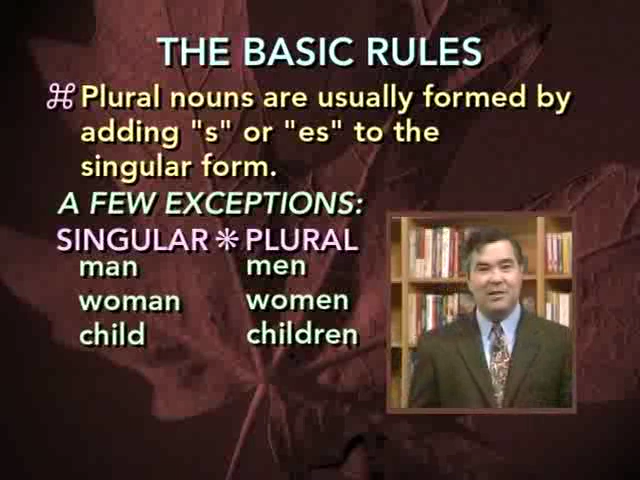 THE BASIC RULES
⌘ Plural nouns are usually formed by
adding "s" or "es" to the
singular form.
A FEW EXCEPTIONS:
SINGULAR ❋ PLURAL
man men
woman women
child children